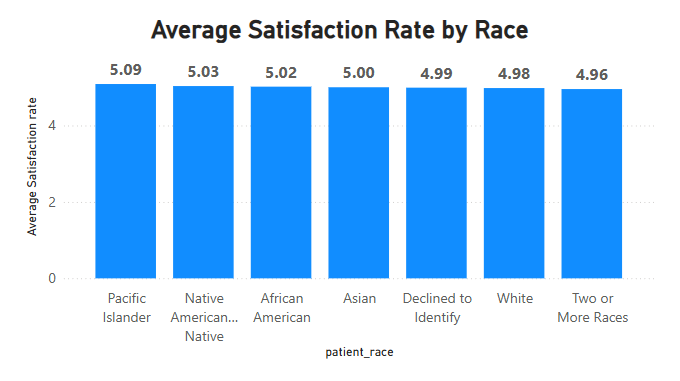 Average Satisfaction Rate by Race
5.09 5.03 5.02 5.00 4.99 4.98 4.96
Average Satisfaction rate
4
2
0
Pacific Islander
Native American... Native
African American
Asian
Declined to Identify
White
Two or More Races
patient_race